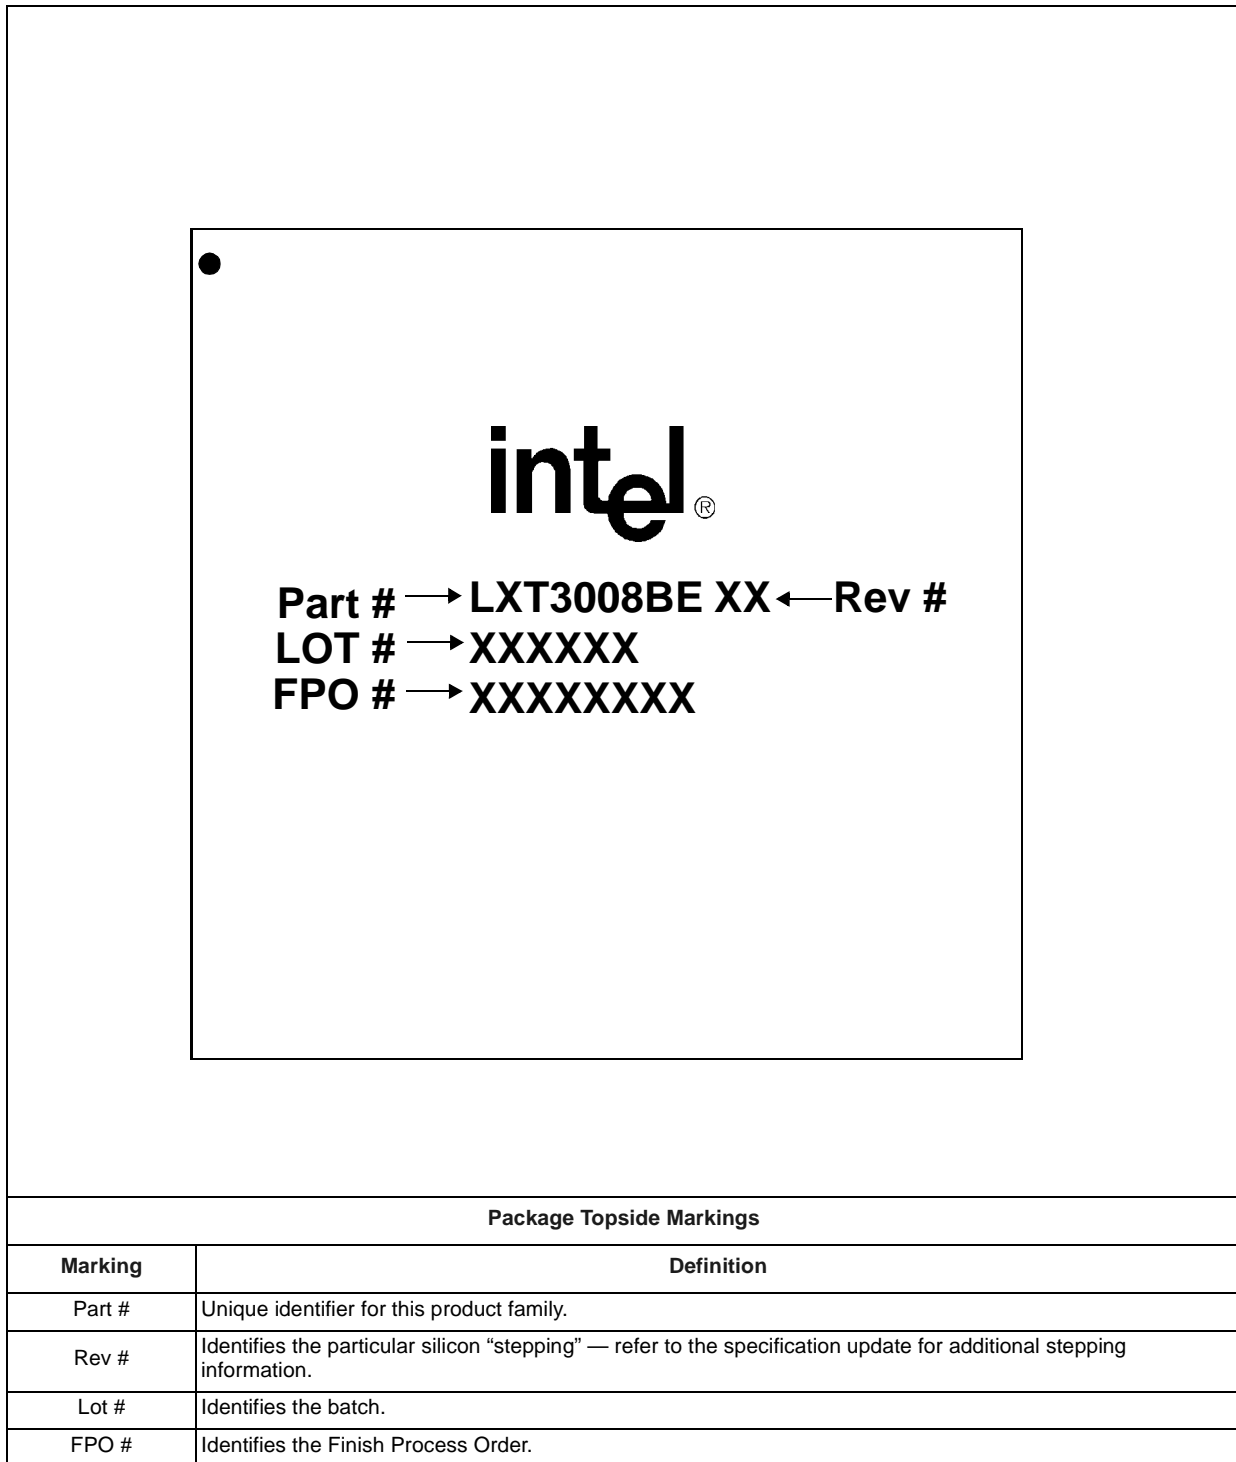 intel®
Part # → LXT3008BE XX ← Rev #
LOT # → XXXXXX
FPO # → XXXXXXXX
Package Topside Markings
Marking Definition
Part # Unique identifier for this product family.
Rev # Identifies the particular silicon “stepping” — refer to the specification update for additional stepping
information.
Lot # Identifies the batch.
FPO # Identifies the Finish Process Order.